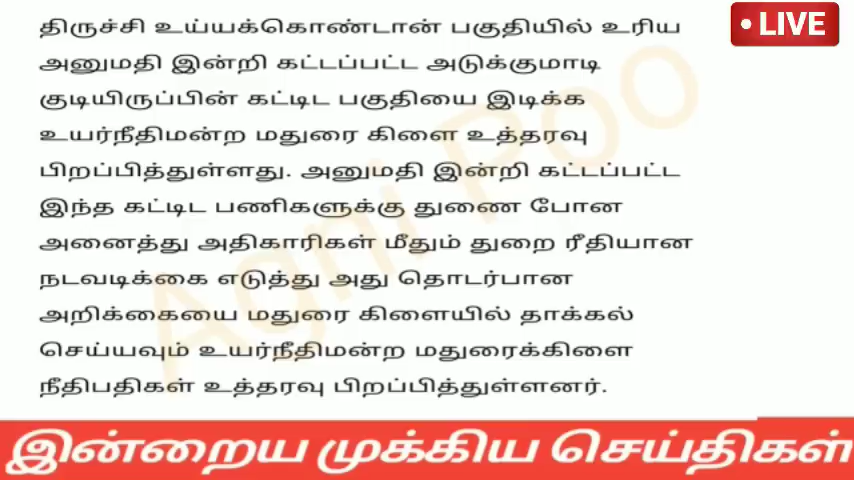 LIVE
திருச்சி உய்யக்கொண்டான் பகுதியில் உரிய
அனுமதி இன்றி கட்டப்பட்ட அடுக்குமாடி
குடியிருப்பின் கட்டிட பகுதியை இடிக்க
உயர்நீதிமன்ற மதுரை கிளை உத்தரவு
பிறப்பித்துள்ளது. அனுமதி இன்றி கட்டப்பட்ட
இந்த கட்டிட பணிகளுக்கு துணை போன
அனைத்து அதிகாரிகள் மீதும் துறை ரீதியான
நடவடிக்கை எடுத்து அது தொடர்பான
அறிக்கையை மதுரை கிளையில் தாக்கல்
செய்யவும் உயர்நீதிமன்ற மதுரைக்கிளை
நீதிபதிகள் உத்தரவு பிறப்பித்துள்ளனர்.
Agni Poo
இன்றைய முக்கிய செய்திகள்